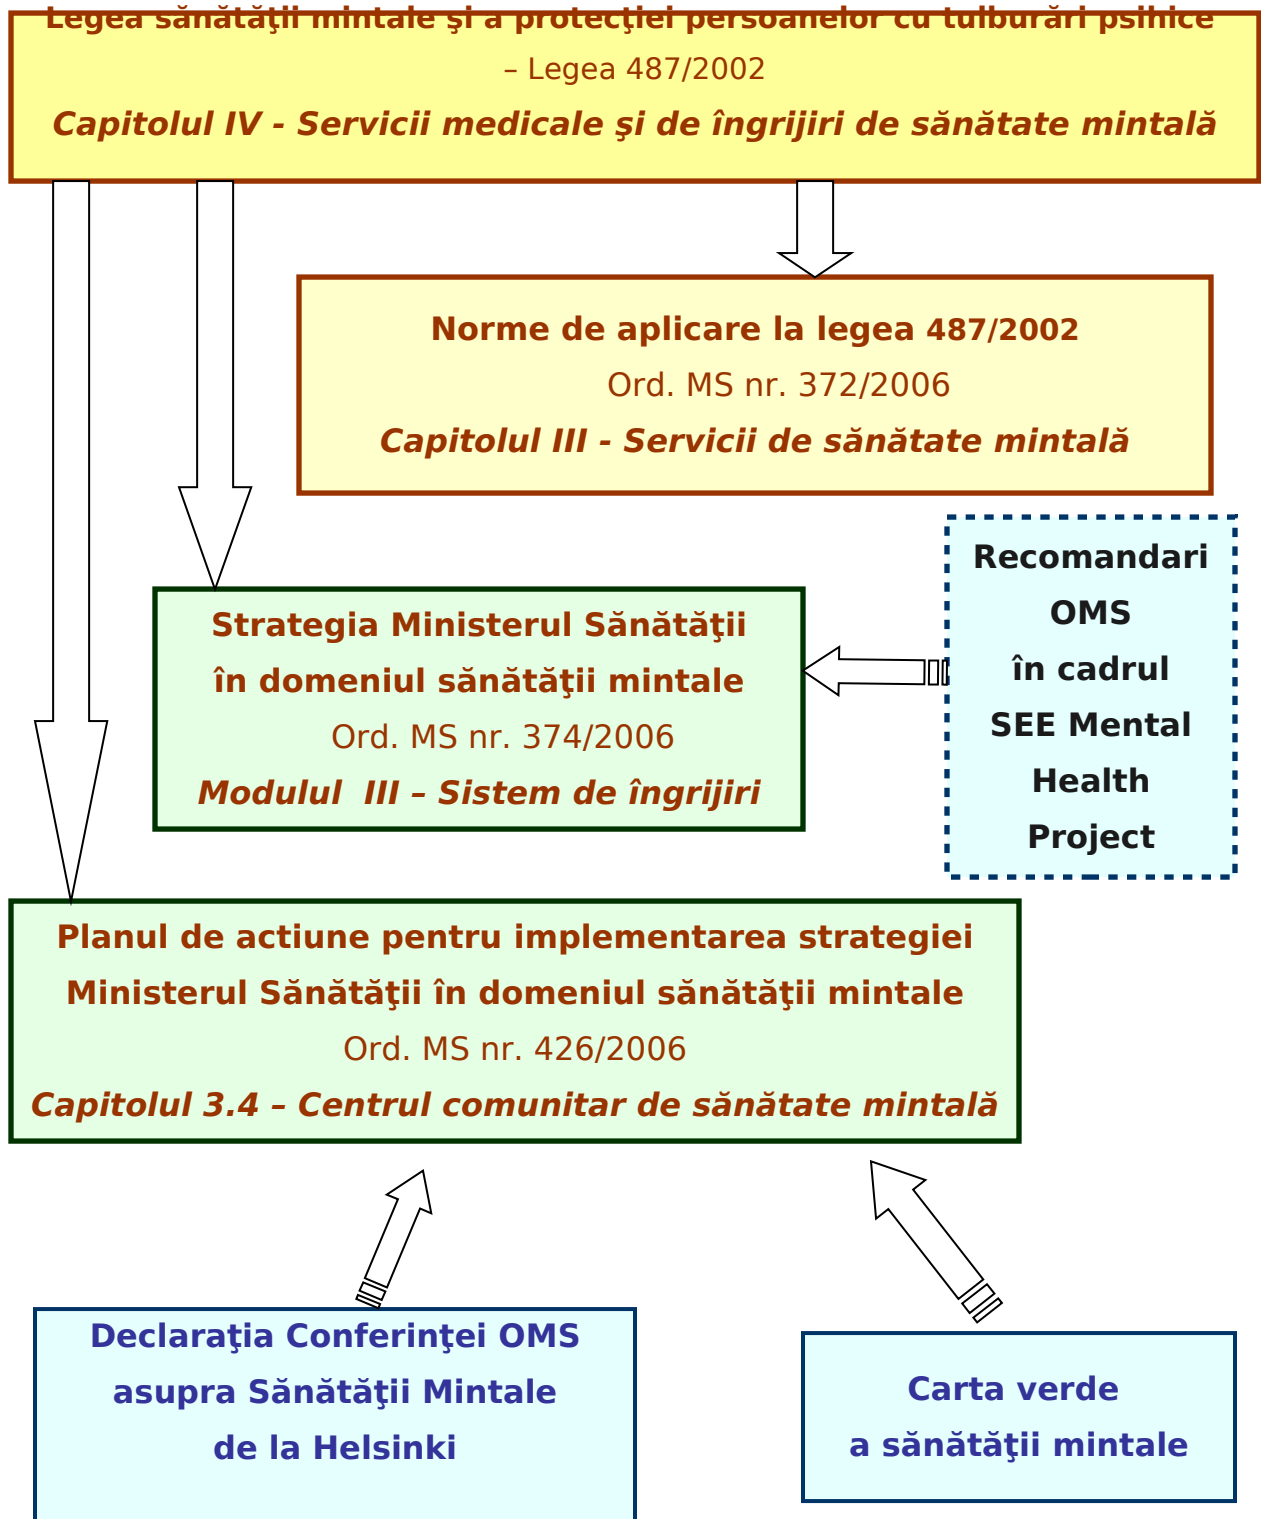 Legea sănătăţii mintale şi a protecţiei persoanelor cu tulburări psihice
– Legea 487/2002
Capitolul IV - Servicii medicale şi de îngrijiri de sănătate mintală
Norme de aplicare la legea 487/2002
Ord. MS nr. 372/2006
Capitolul III - Servicii de sănătate mintală
Recomandari
OMS
în cadrul
SEE Mental
Health
Project
Strategia Ministerul Sănătăţii
în domeniul sănătăţii mintale
Ord. MS nr. 374/2006
Modulul  III – Sistem de îngrijiri
Planul de actiune pentru implementarea strategiei
Ministerul Sănătăţii în domeniul sănătăţii mintale
Ord. MS nr. 426/2006
Capitolul 3.4 – Centrul comunitar de sănătate mintală
Declaraţia Conferinţei OMS
asupra Sănătăţii Mintale
de la Helsinki
Carta verde
a sănătăţii mintale